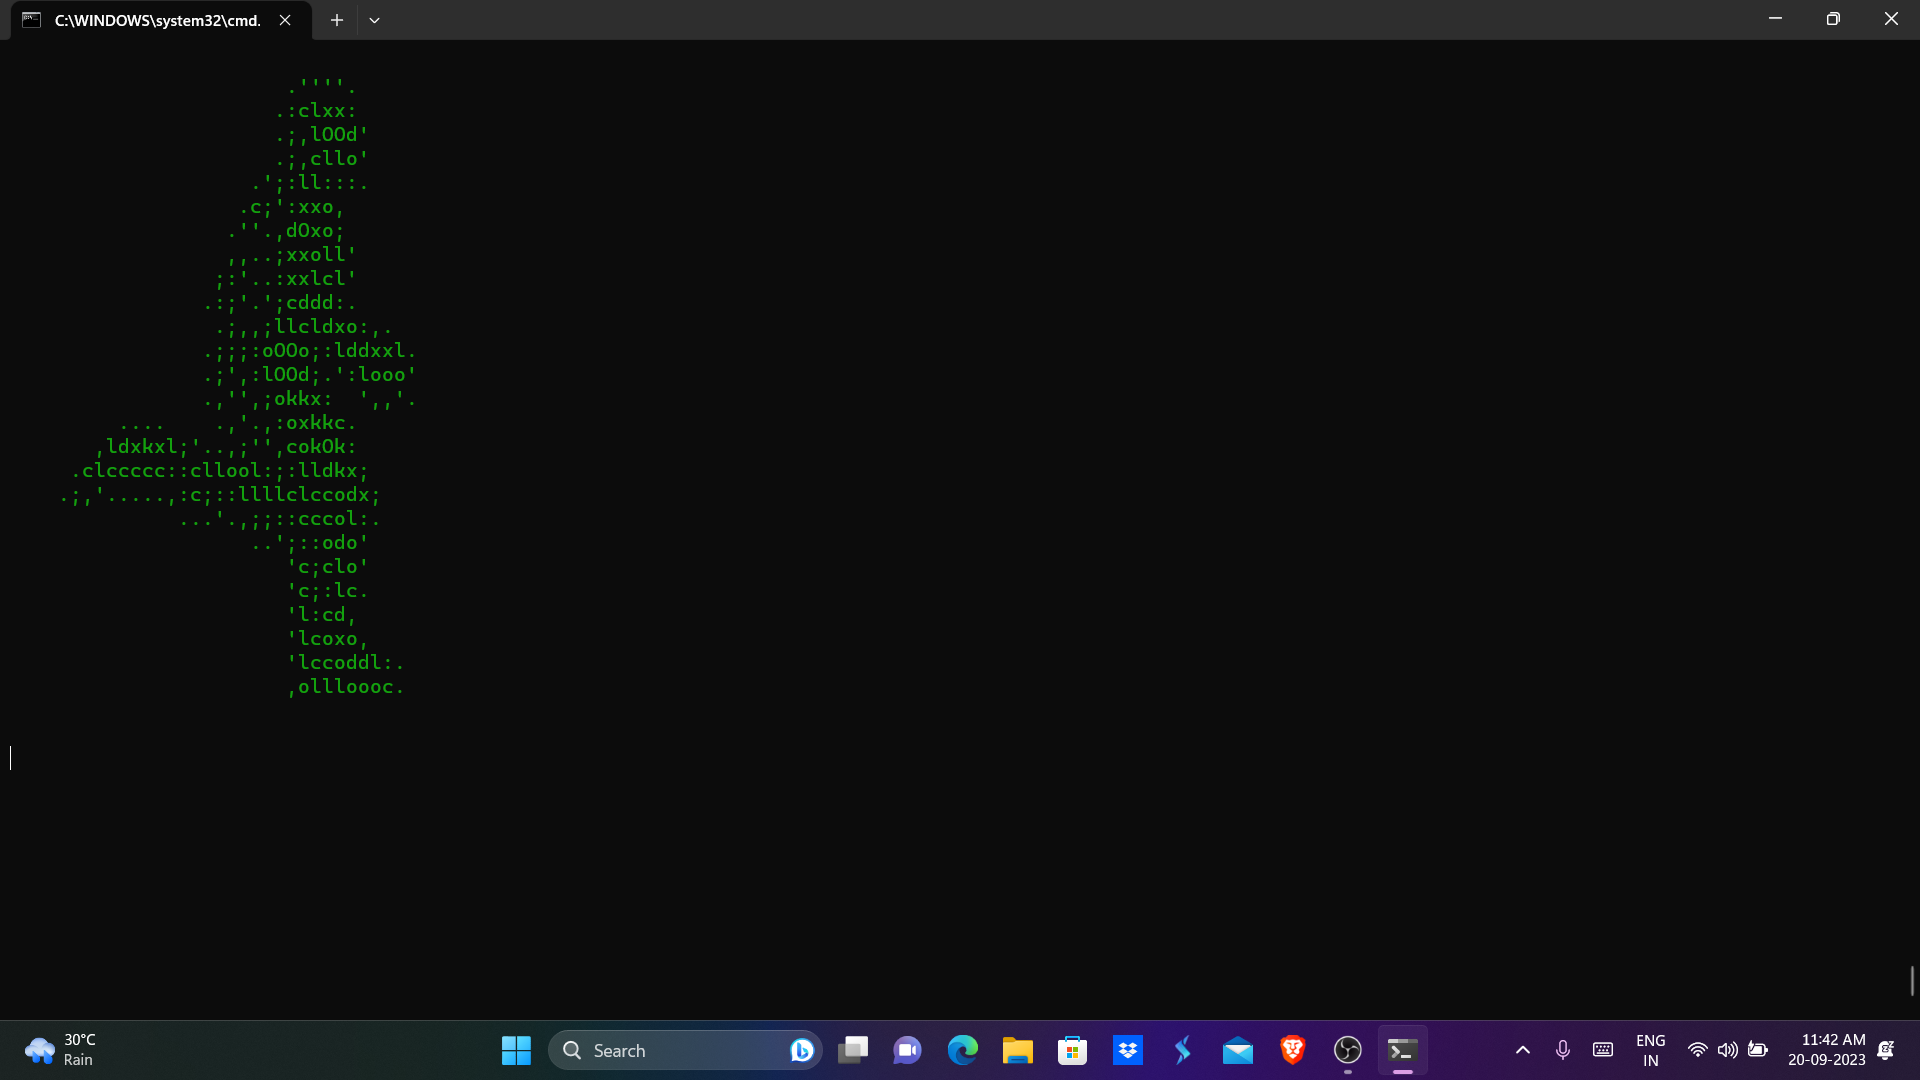 C:\WINDOWS\system32\cmd.
.''''.
.:clxx:
.;,lOOd'
.;,cllo'
.';:ll:::.
.c;':xxo,
.''.,dOxo;
,,..;xxoll'
;:'..:xxlcl'
.:;'.';cddd:.
.;,,;llcldxo:,.
.;;;:oOOo;:lddxxl.
.;',:lOOd;.':looo'
.,'',;okkx:  ',,'.
....    .,'.,:oxkkc.
,ldxkxl;'..,;'',cokOk:
.clccccc::cllool:;:lldkx;
.;,'.....,:c;::llllclccodx;
...'.,;;::cccol:.
..';::odo'
'c;clo'
'c;:lc.
'l:cd,
'lcoxo,
'lccoddl:.
,ollloooc.
30°C
Rain
Search
ENG
IN
11:42 AM
20-09-2023